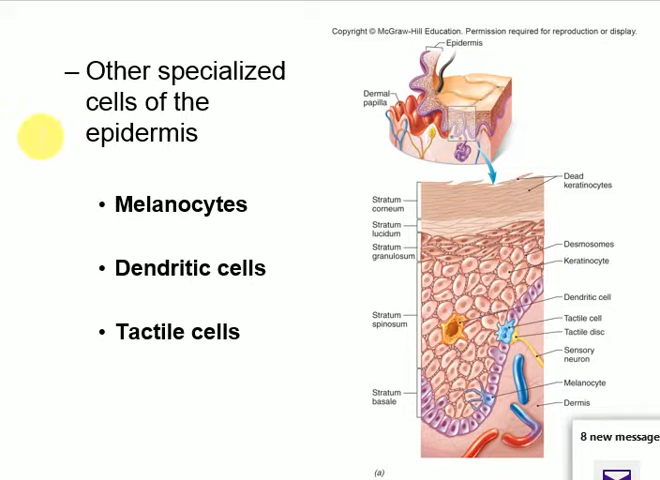 – Other specialized
cells of the
epidermis
• Melanocytes
• Dendritic cells
• Tactile cells
Copyright © McGraw-Hill Education. Permission required for reproduction or display.
Epidermis
Dermal
papilla
Dead
keratinocytes
Stratum
corneum
Stratum
lucidum
Stratum
granulosum
Desmosomes
Keratinocyte
Dendritic cell
Stratum
spinosum
Tactile cell
Tactile disc
Sensory
neuron
Melanocyte
Stratum
basale
Dermis
(a)
8 new message